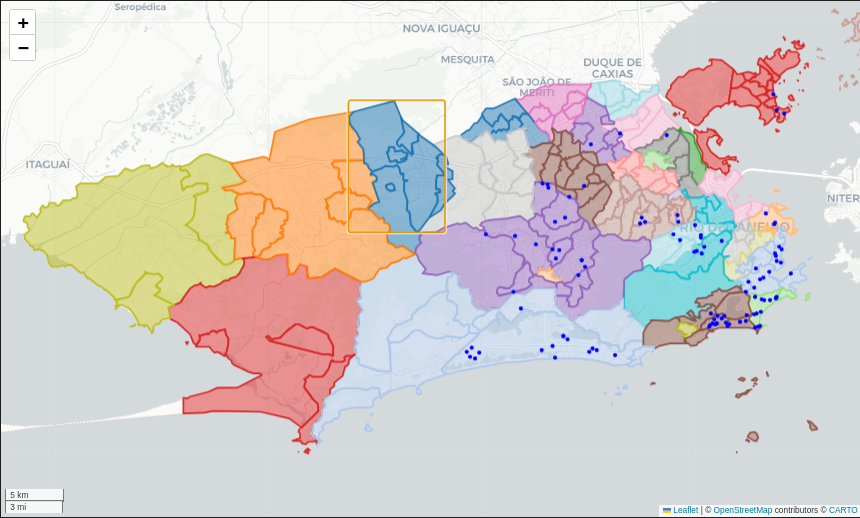 Seropédica
+
−
NOVA IGUAÇU
MESQUITA
DUQUE DE
CAXIAS
SÃO JOÃO DE
MERITI
ITAGUAÍ
NITER
RIO DE JANEIRO
5 km
3 mi
Leaflet | © OpenStreetMap contributors © CARTO